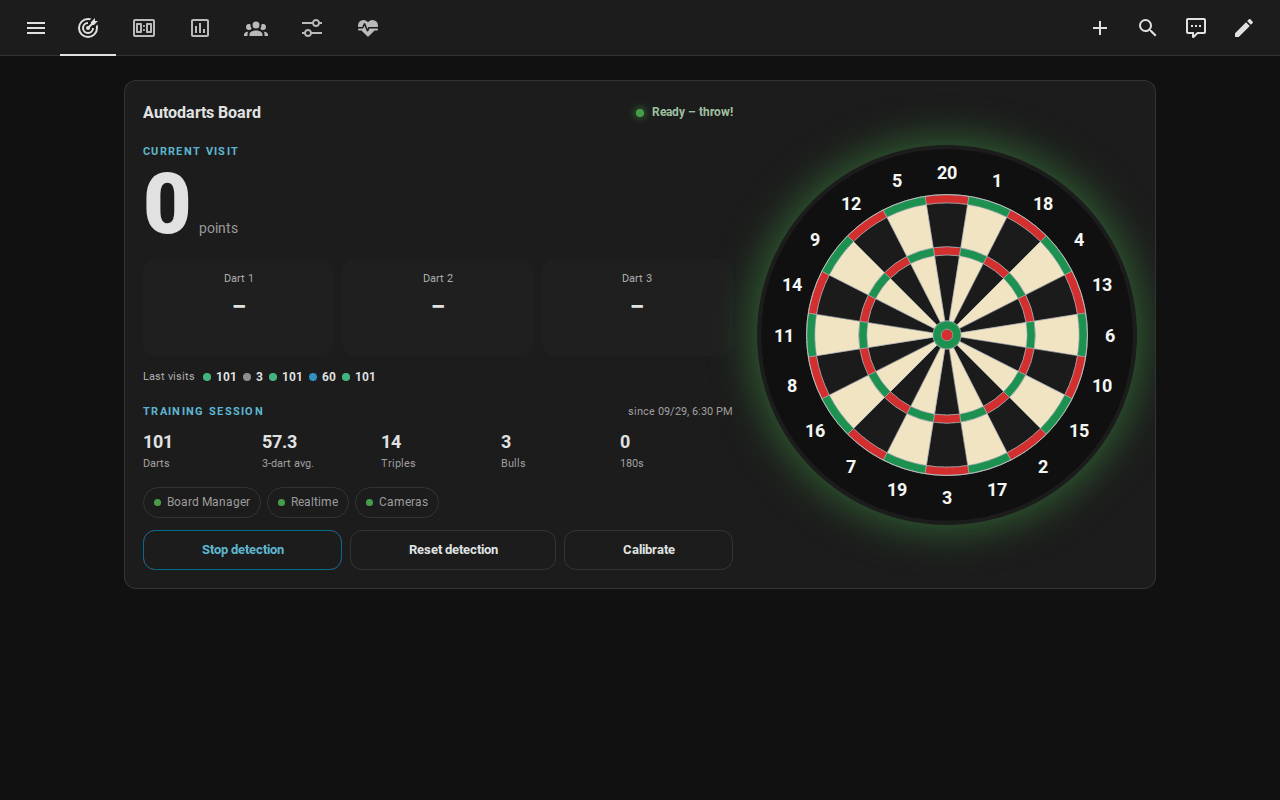 Autodarts Board
Ready – throw!
CURRENT VISIT
0 points
Dart 1
–
Dart 2
–
Dart 3
–
Last visits 101 3 101 60 101
TRAINING SESSION
since 09/29, 6:30 PM
101
Darts
57.3
3-dart avg.
14
Triples
3
Bulls
0
180s
Board Manager
Realtime
Cameras
Stop detection
Reset detection
Calibrate
20
1
18
4
13
6
10
15
2
17
3
19
7
16
8
11
14
9
12
5